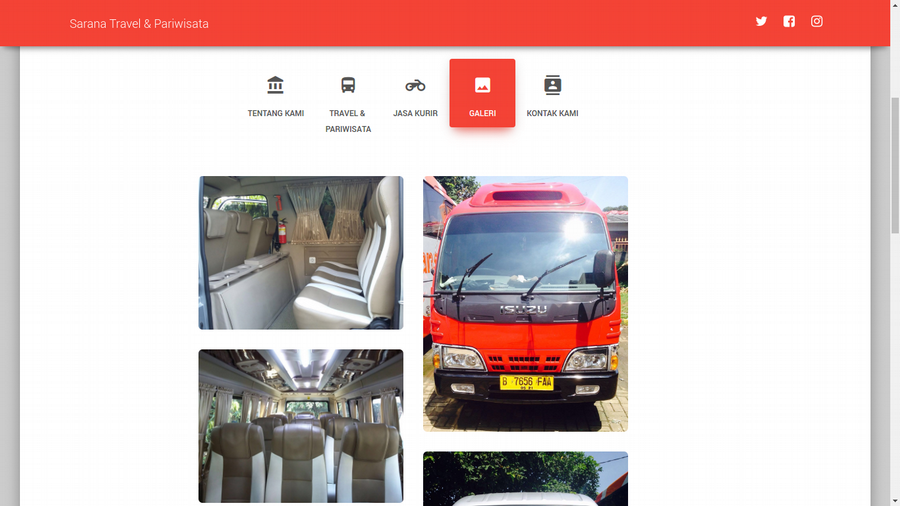 Sarana Travel & Pariwisata
TENTANG KAMI
TRAVEL &
PARIWISATA
JASA KURIR
GALERI
KONTAK KAMI
ISUZU
B 7656 FAA